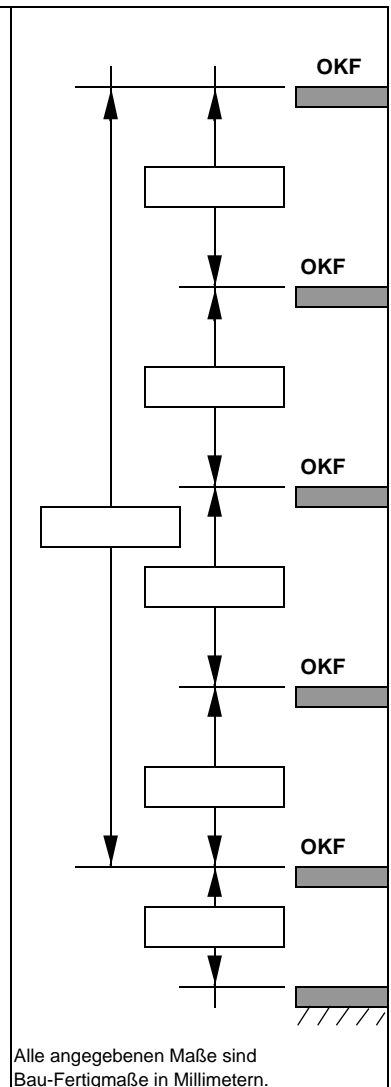 OKF
OKF
OKF
OKF
OKF
Alle angegebenen Maße sind
Bau-Fertigmaße in Millimetern.